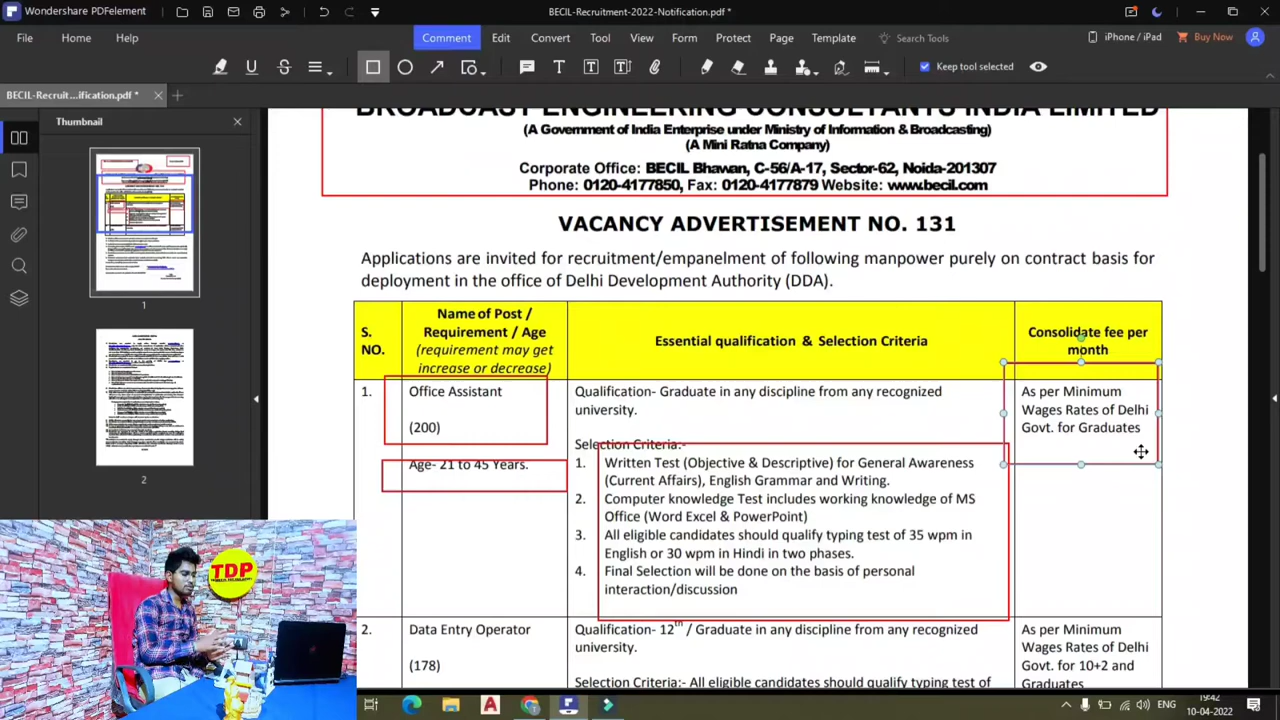 Wondershare PDFelement
BECIL-Recruitment-2022-Notification.pdf *
File
Home
Help
Comment
Edit
Convert
Tool
View
Form
Protect
Page
Template
Search Tools
iPhone / iPad
Buy Now
Keep tool selected
BECIL-Recruit...ification.pdf *
Thumbnail
1
2
BROADCAST ENGINEERING CONSULTANTS INDIA LIMITED
(A Government of India Enterprise under Ministry of Information & Broadcasting)
(A Mini Ratna Company)
Corporate Office: BECIL Bhawan, C-56/A-17, Sector-62, Noida-201307
Phone: 0120-4177850, Fax: 0120-4177879 Website: www.becil.com
VACANCY ADVERTISEMENT NO. 131
Applications are invited for recruitment/empanelment of following manpower purely on contract basis for
deployment in the office of Delhi Development Authority (DDA).
S.
NO.
Name of Post /
Requirement / Age
(requirement may get
increase or decrease)
Essential qualification & Selection Criteria
Consolidate fee per
month
1.
Office Assistant
(200)
Age- 21 to 45 Years.
Qualification- Graduate in any discipline from any recognized
university.
Selection Criteria:-
1. Written Test (Objective & Descriptive) for General Awareness
(Current Affairs), English Grammar and Writing.
2. Computer knowledge Test includes working knowledge of MS
Office (Word Excel & PowerPoint)
3. All eligible candidates should qualify typing test of 35 wpm in
English or 30 wpm in Hindi in two phases.
4. Final Selection will be done on the basis of personal
interaction/discussion
As per Minimum
Wages Rates of Delhi
Govt. for Graduates
2.
Data Entry Operator
(178)
Qualification- 12th / Graduate in any discipline from any recognized
university.
Selection Criteria:- All eligible candidates should qualify typing test of
As per Minimum
Wages Rates of Delhi
Govt. for 10+2 and
Graduates
TDP
ENG
19:42
10-04-2022